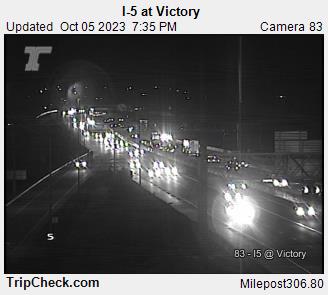 I-5 at Victory
Updated Oct 05 2023 7:35 PM Camera 83
T
S
83 - I5 @ Victory
TripCheck.com Milepost306.80